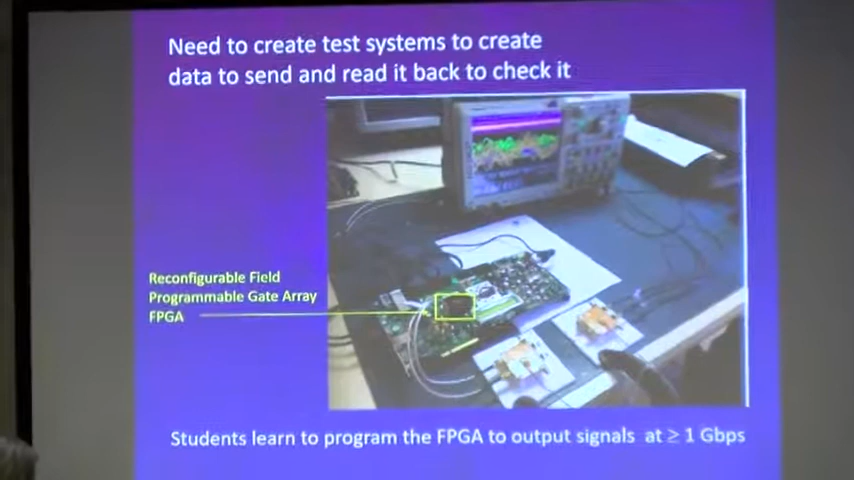 Need to create test systems to create
data to send and read it back to check it
Reconfigurable Field
Programmable Gate Array
FPGA
Students learn to program the FPGA to output signals at ≥ 1 Gbps